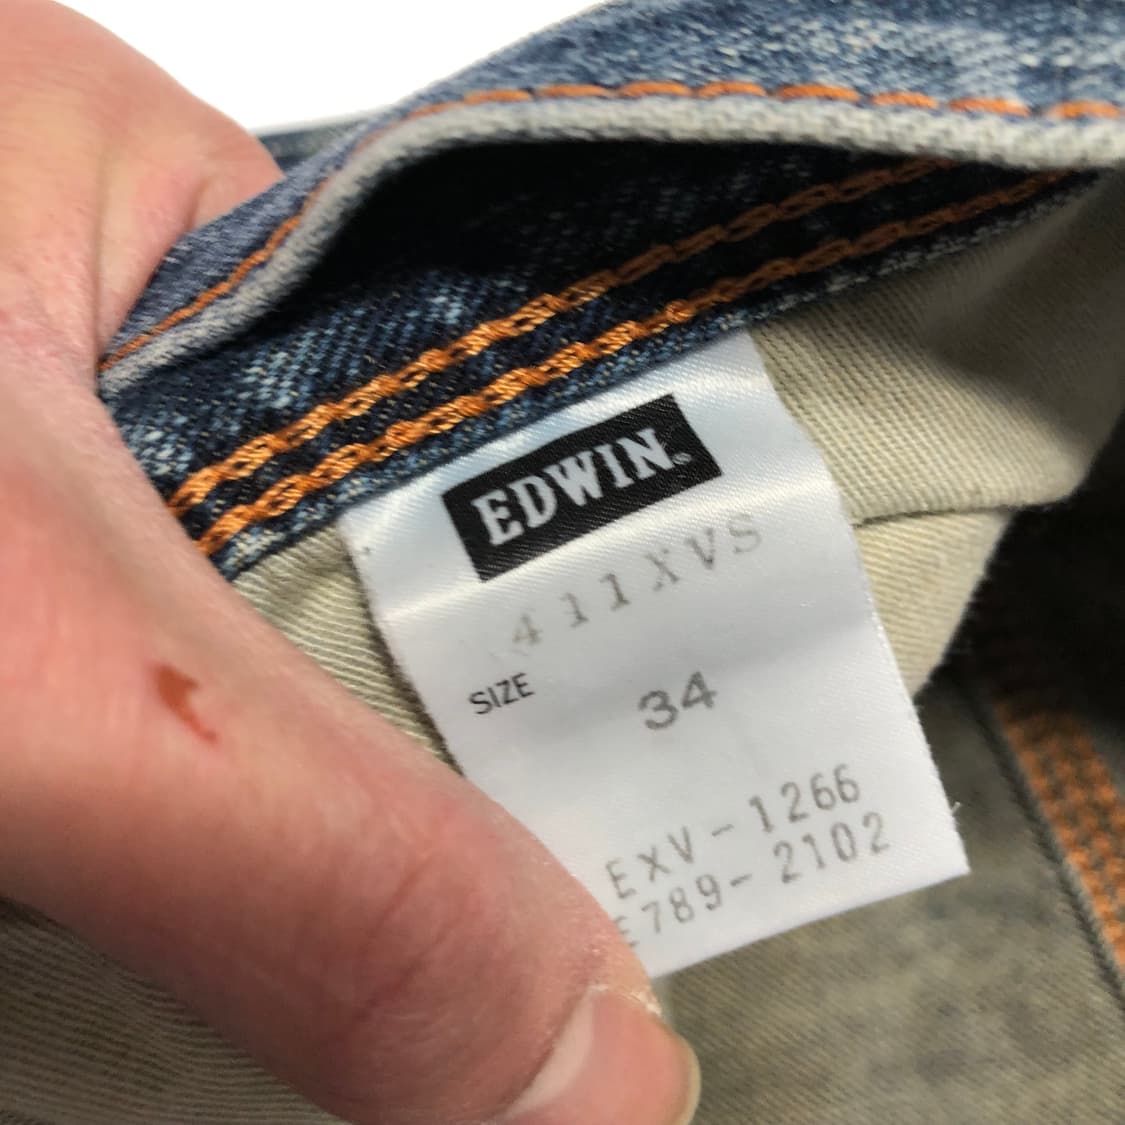 EDWIN.
411XVS
SIZE 34
EXV-1266
E789-2102